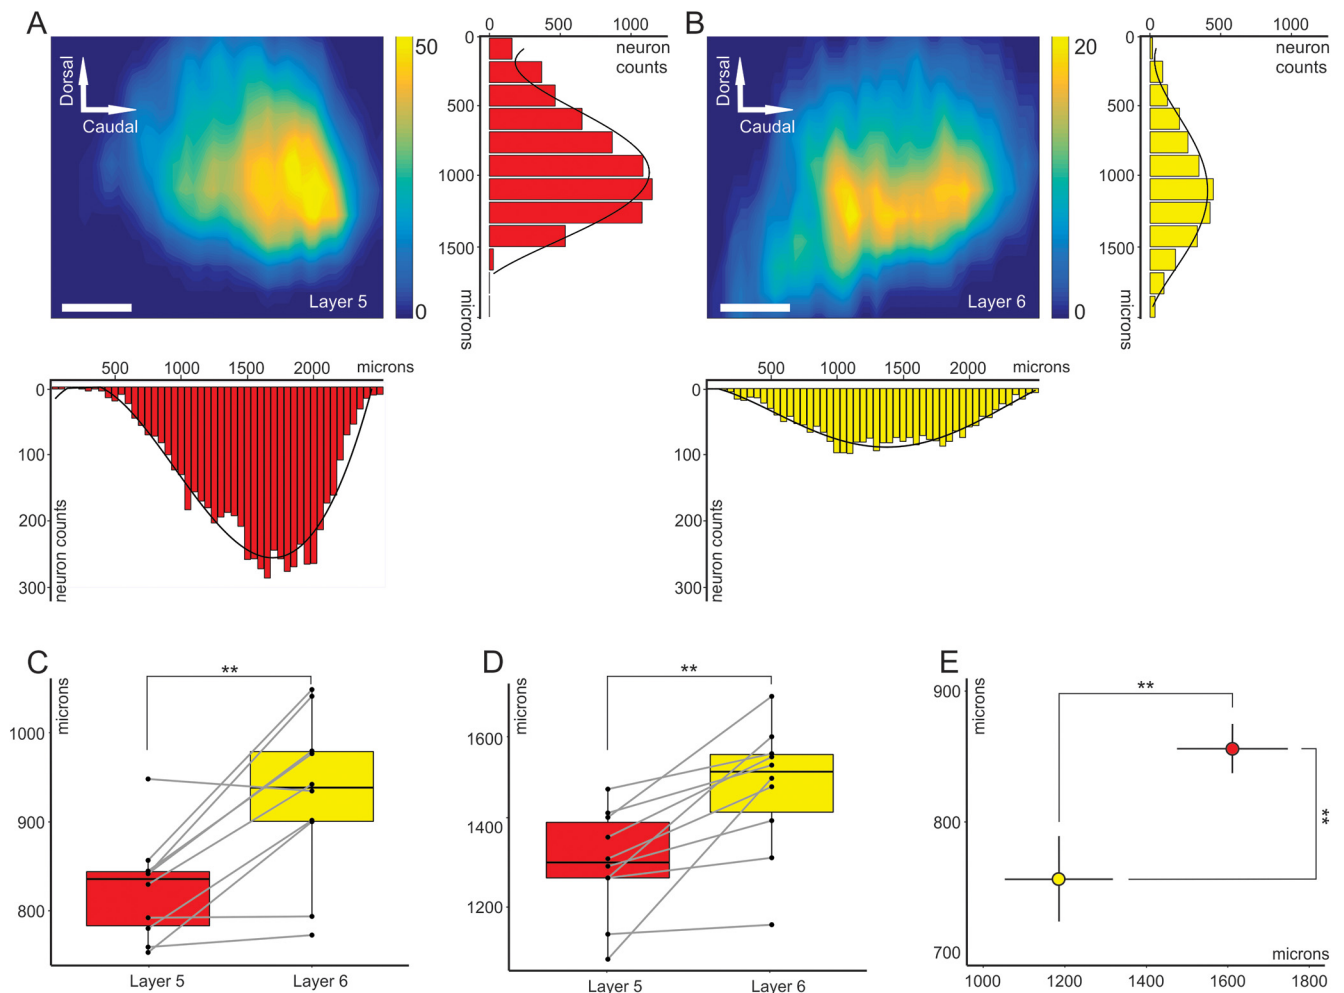 A
Dorsal
Caudal
Layer 5
50
0
0 500 1000
neuron
counts
0
500
1000
1500
microns
B
Dorsal
Caudal
Layer 6
20
0
0 500 1000
neuron
counts
0
500
1000
1500
microns
500 1000 1500 2000 microns
0
100
200
300
neuron counts
500 1000 1500 2000 microns
0
100
200
300
neuron counts
C
**
microns
1000
900
800
Layer 5 Layer 6
D
**
microns
1600
1400
1200
Layer 5 Layer 6
E
**
**
microns
900
800
700
microns
1000 1200 1400 1600 1800